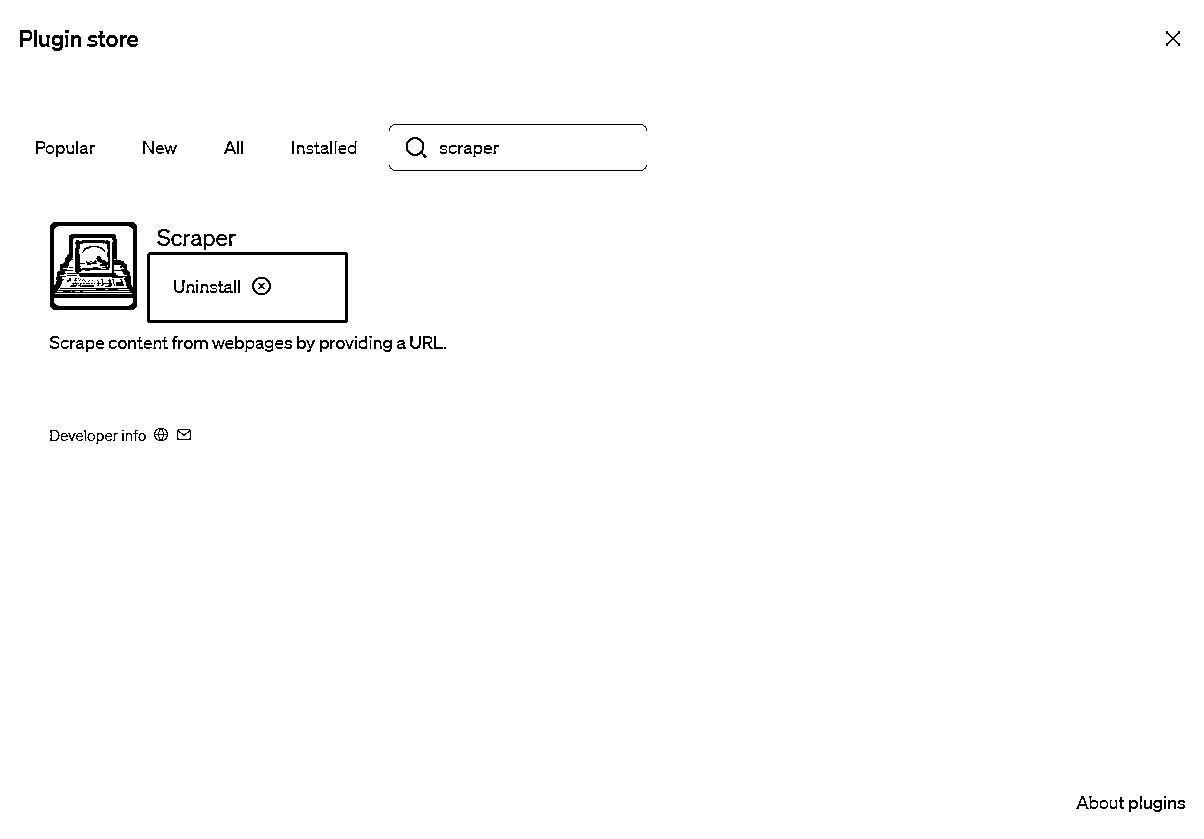 Plugin store
Popular New All Installed scraper
Scraper
Uninstall
Scrape content from webpages by providing a URL.
Developer info
About plugins